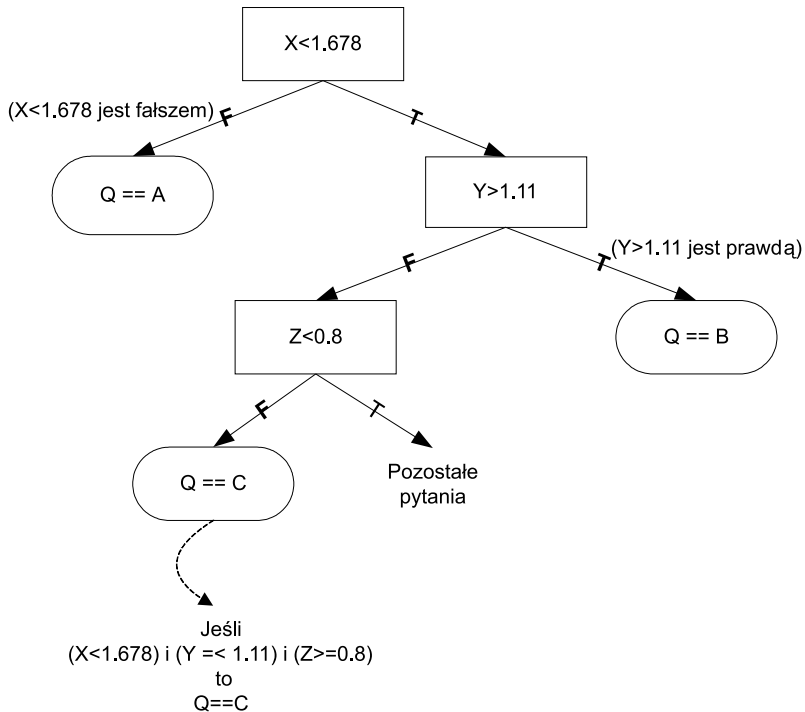 X<1.678
(X<1.678 jest fałszem)
F
T
Q == A
Y>1.11
F
T
(Y>1.11 jest prawdą)
Z<0.8
Q == B
F
T
Q == C
Pozostałe
pytania
Jeśli
(X<1.678) i (Y =< 1.11) i (Z>=0.8)
to
Q==C